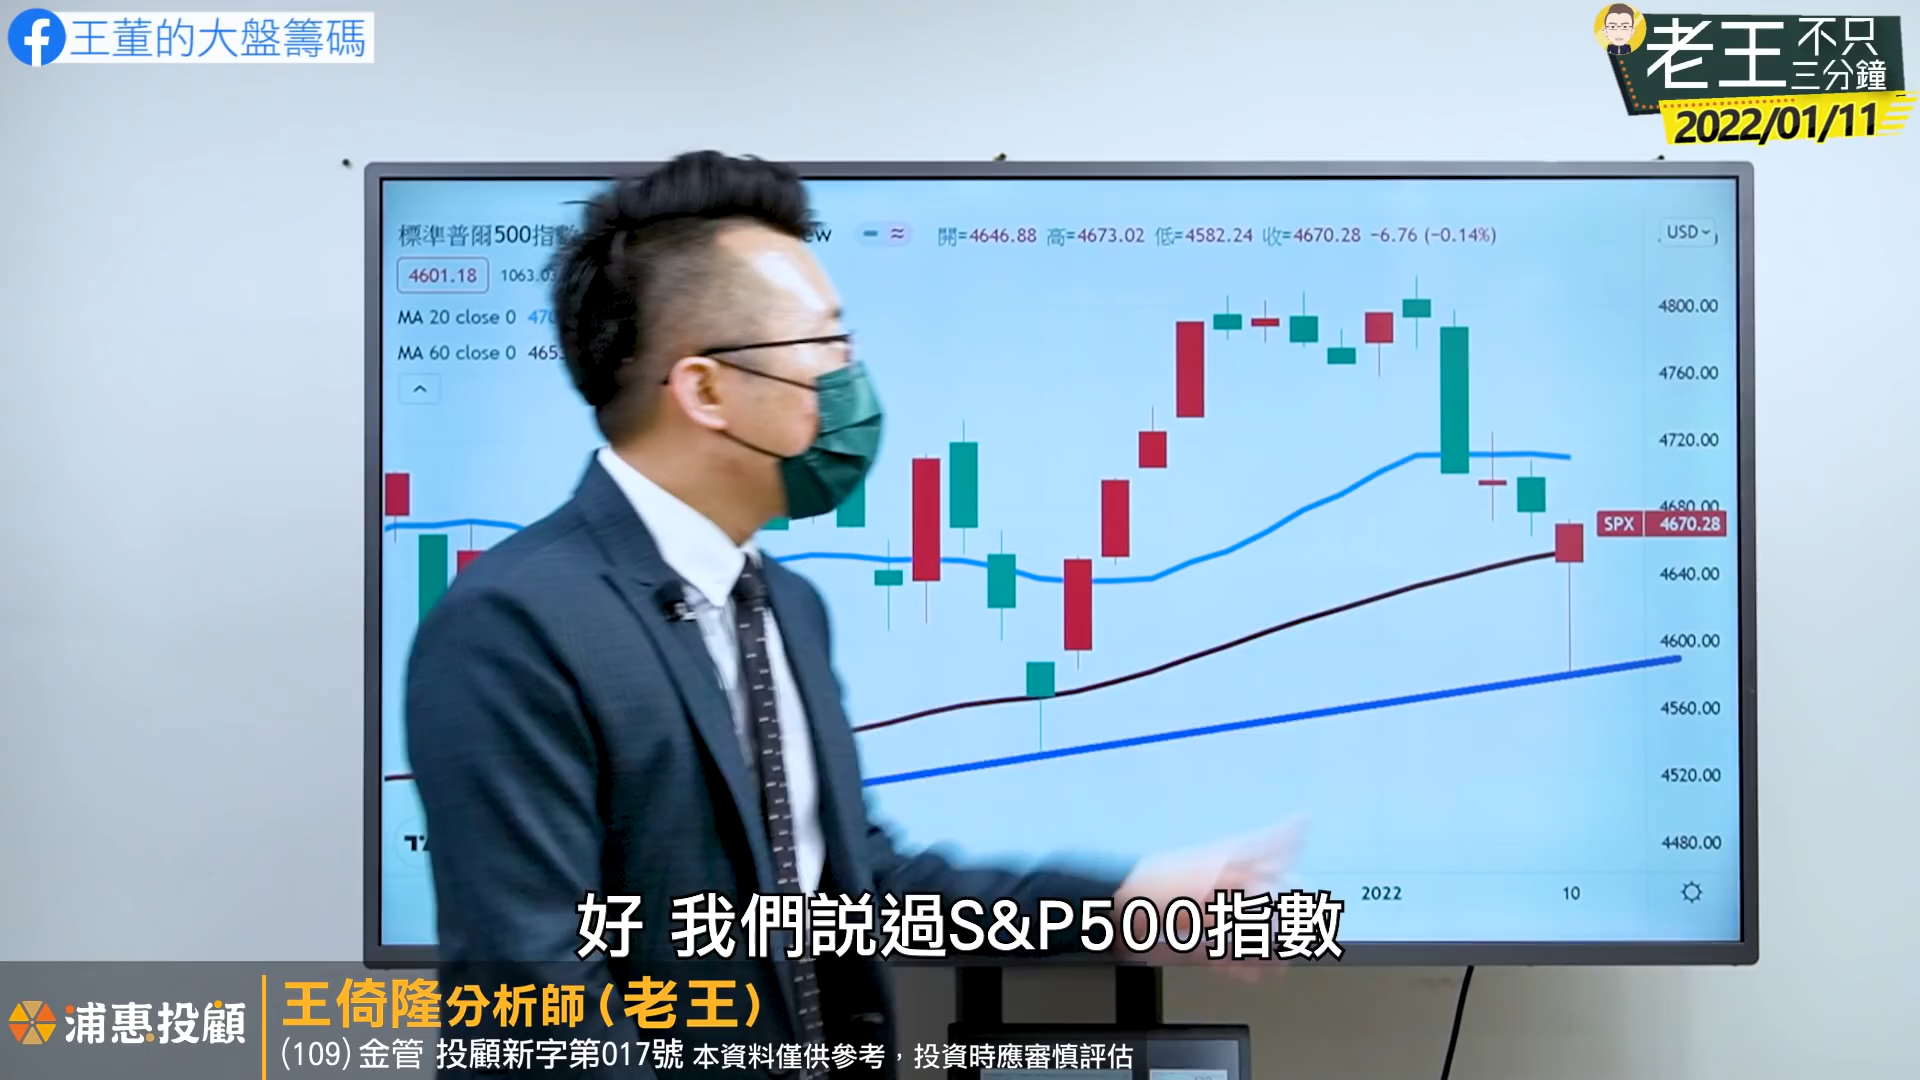 王董的大盤籌碼
老王 不只三分鐘
2022/01/11
標準普爾500指數
開=4646.88 高=4673.02 低=4582.24 收=4670.28 −6.76 (−0.14%)
USD
4601.18
MA 20 close 0
MA 60 close 0
4800.00
4760.00
4720.00
4680.00
SPX 4670.28
4640.00
4600.00
4560.00
4520.00
4480.00
2022 10
好 我們説過S&P500指數
浦惠投顧
王倚隆分析師(老王)
(109)金管 投顧新字第017號 本資料僅供參考，投資時應審慎評估